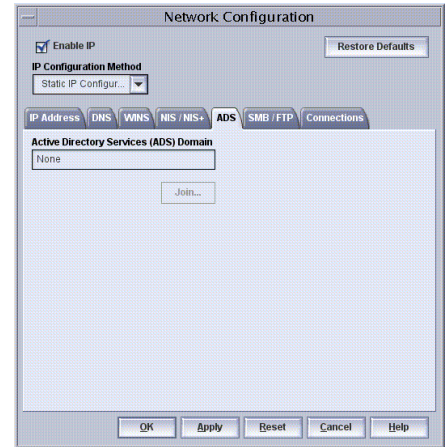 Network Configuration
Enable IP
Restore Defaults
IP Configuration Method
Static IP Configur...
IP Address DNS WINS NIS / NIS+ ADS SMB / FTP Connections
Active Directory Services (ADS) Domain
None
Join...
OK Apply Reset Cancel Help